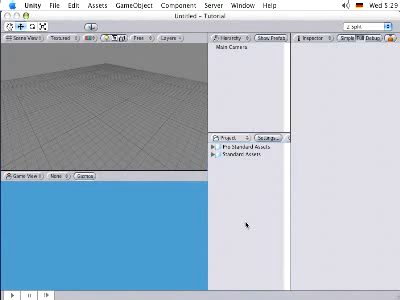 Unity File Edit Assets GameObject Component Server Window Help Wed 5:29
Untitled - Tutorial
2 Split
Scene View Textured Free Layers
Hierarchy Show Prefab
Inspector Simple Full Debug
Main Camera
Project Settings...
Pro Standard Assets
Standard Assets
Game View None Gizmos